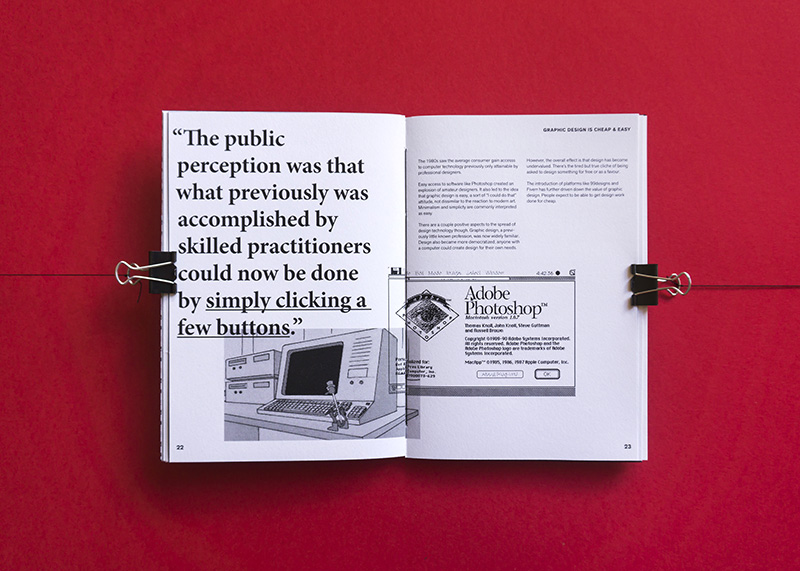 “The public
perception was that
what previously was
accomplished by
skilled practitioners
could now be done
by simply clicking a
few buttons.”
22
GRAPHIC DESIGN IS CHEAP & EASY
The 1980s saw the average consumer gain access
to computer technology previously only attainable by
professional designers.
Easy access to software like Photoshop created an
explosion of amateur designers. It also led to the idea
that graphic design is easy, a sort of “I could do that”
attitude, not dissimilar to the reaction to modern art.
Minimalism and simplicity are commonly interpreted
as easy.
There are a couple positive aspects to the spread of
design technology though. Graphic design, a previ-
ously little known profession, was now widely familiar.
Design also became more democratized, anyone with
a computer could create design for their own needs.
However, the overall effect is that design has become
undervalued. There's the tired but true cliche of being
asked to design something for free or as a favour.
The introduction of platforms like 99designs and
Fiverr has further driven down the value of graphic
design. People expect to be able to get design work
done for cheap.
4:42:36
Adobe
Photoshop™
Macintosh version 1.0.7
Thomas Knoll, John Knoll, Steve Guttman
and Russell Brown
Copyright ©1989-90 Adobe Systems Incorporated.
All rights reserved. Adobe Photoshop
and the Adobe Photoshop logo are trademarks of Adobe
Systems Incorporated.
MacApp™ ©1985, 1986, 1987 Apple Computer, Inc.
OK
23